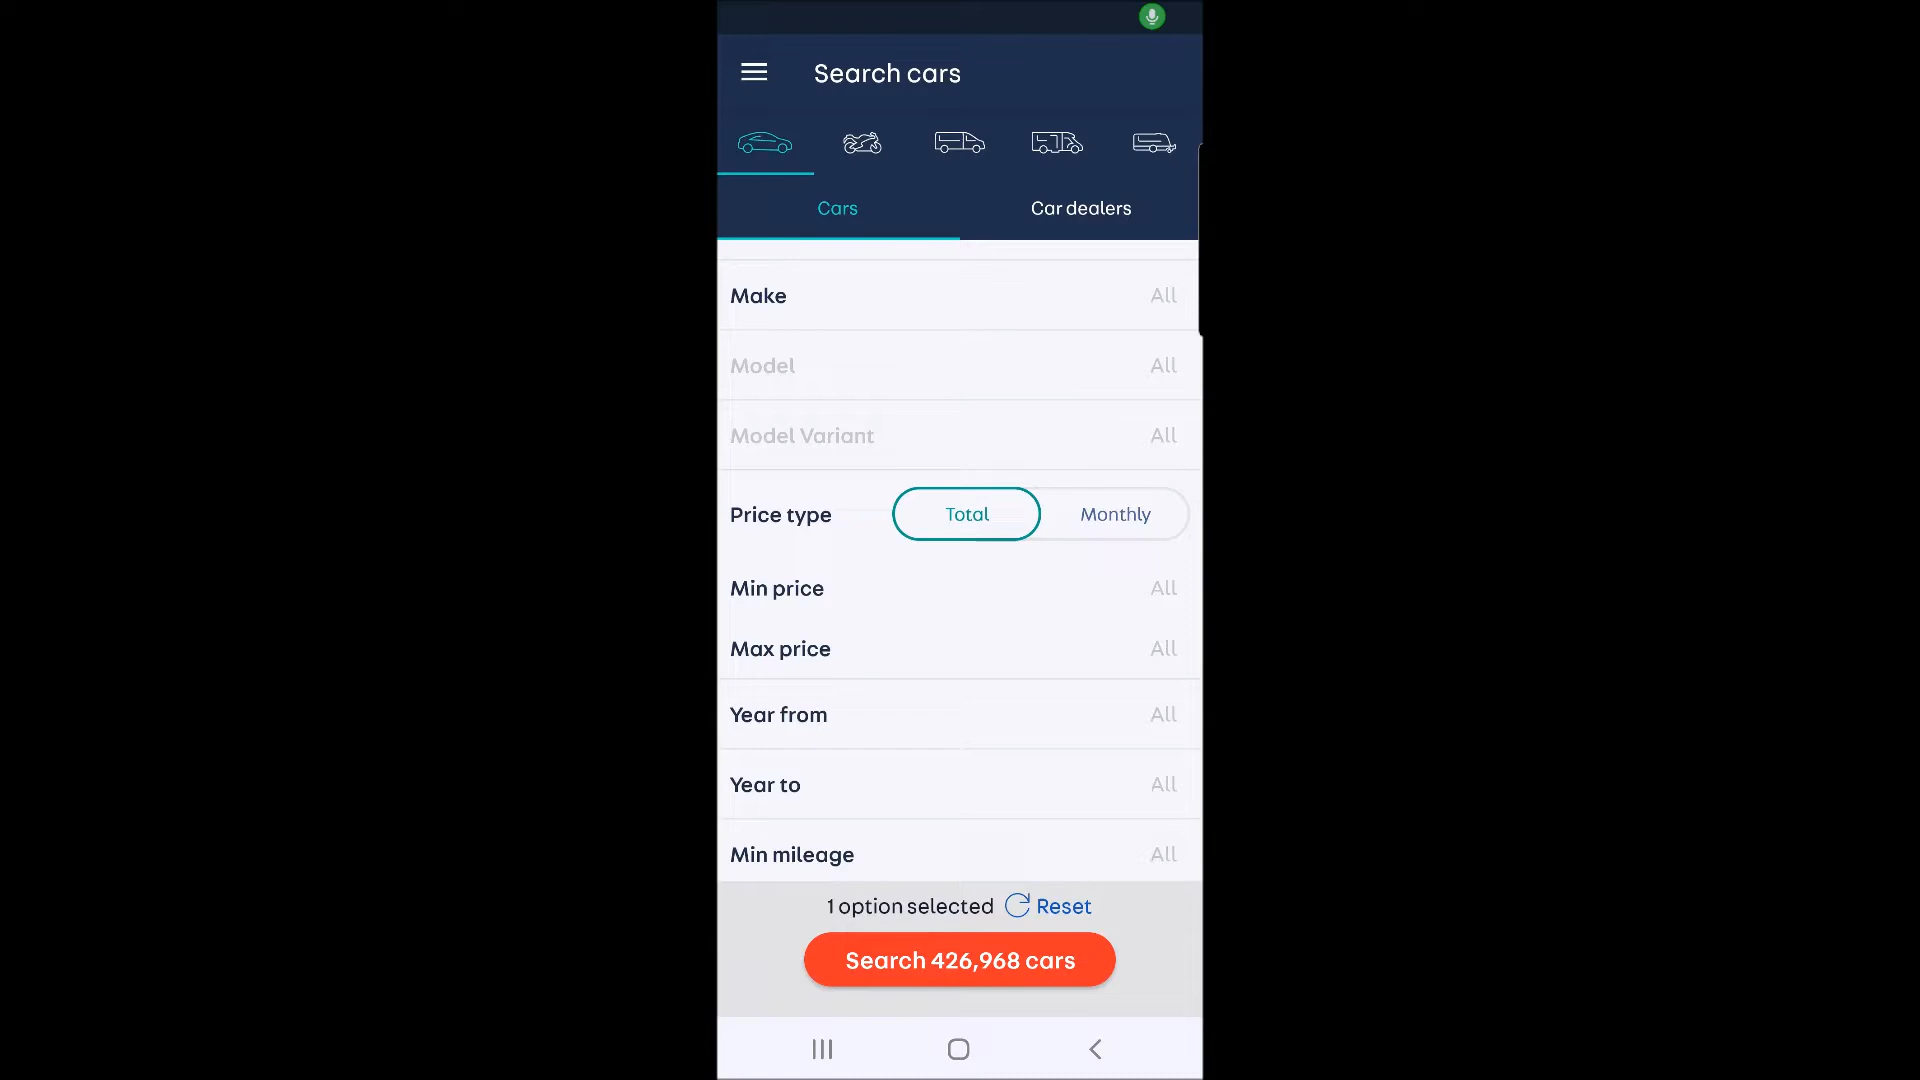 Search cars
Cars
Car dealers
Make All
Model All
Model Variant All
Price type Total Monthly
Min price All
Max price All
Year from All
Year to All
Min mileage All
1 option selected Reset
Search 426,968 cars